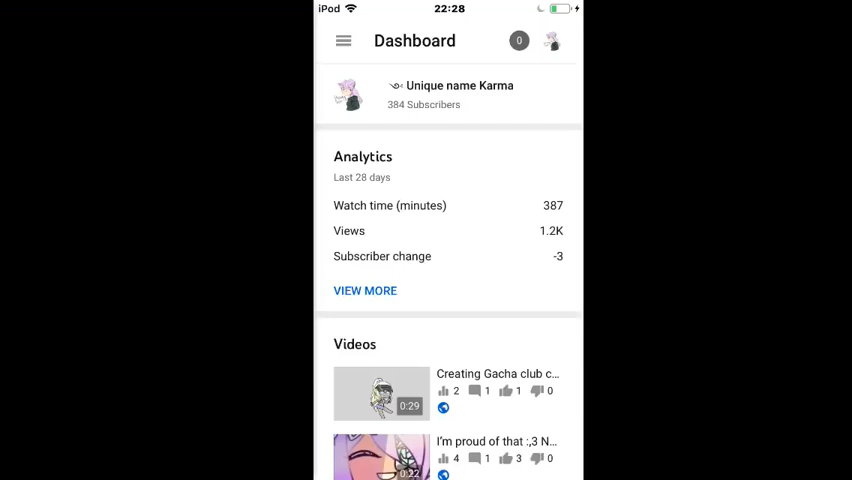 iPod 22:28
Dashboard 0
Unique name Karma
384 Subscribers
Analytics
Last 28 days
Watch time (minutes) 387
Views 1.2K
Subscriber change -3
VIEW MORE
Videos
Creating Gacha club c...
2 1 1 0
0:29
I'm proud of that :,3 N...
4 1 3 0
0:22